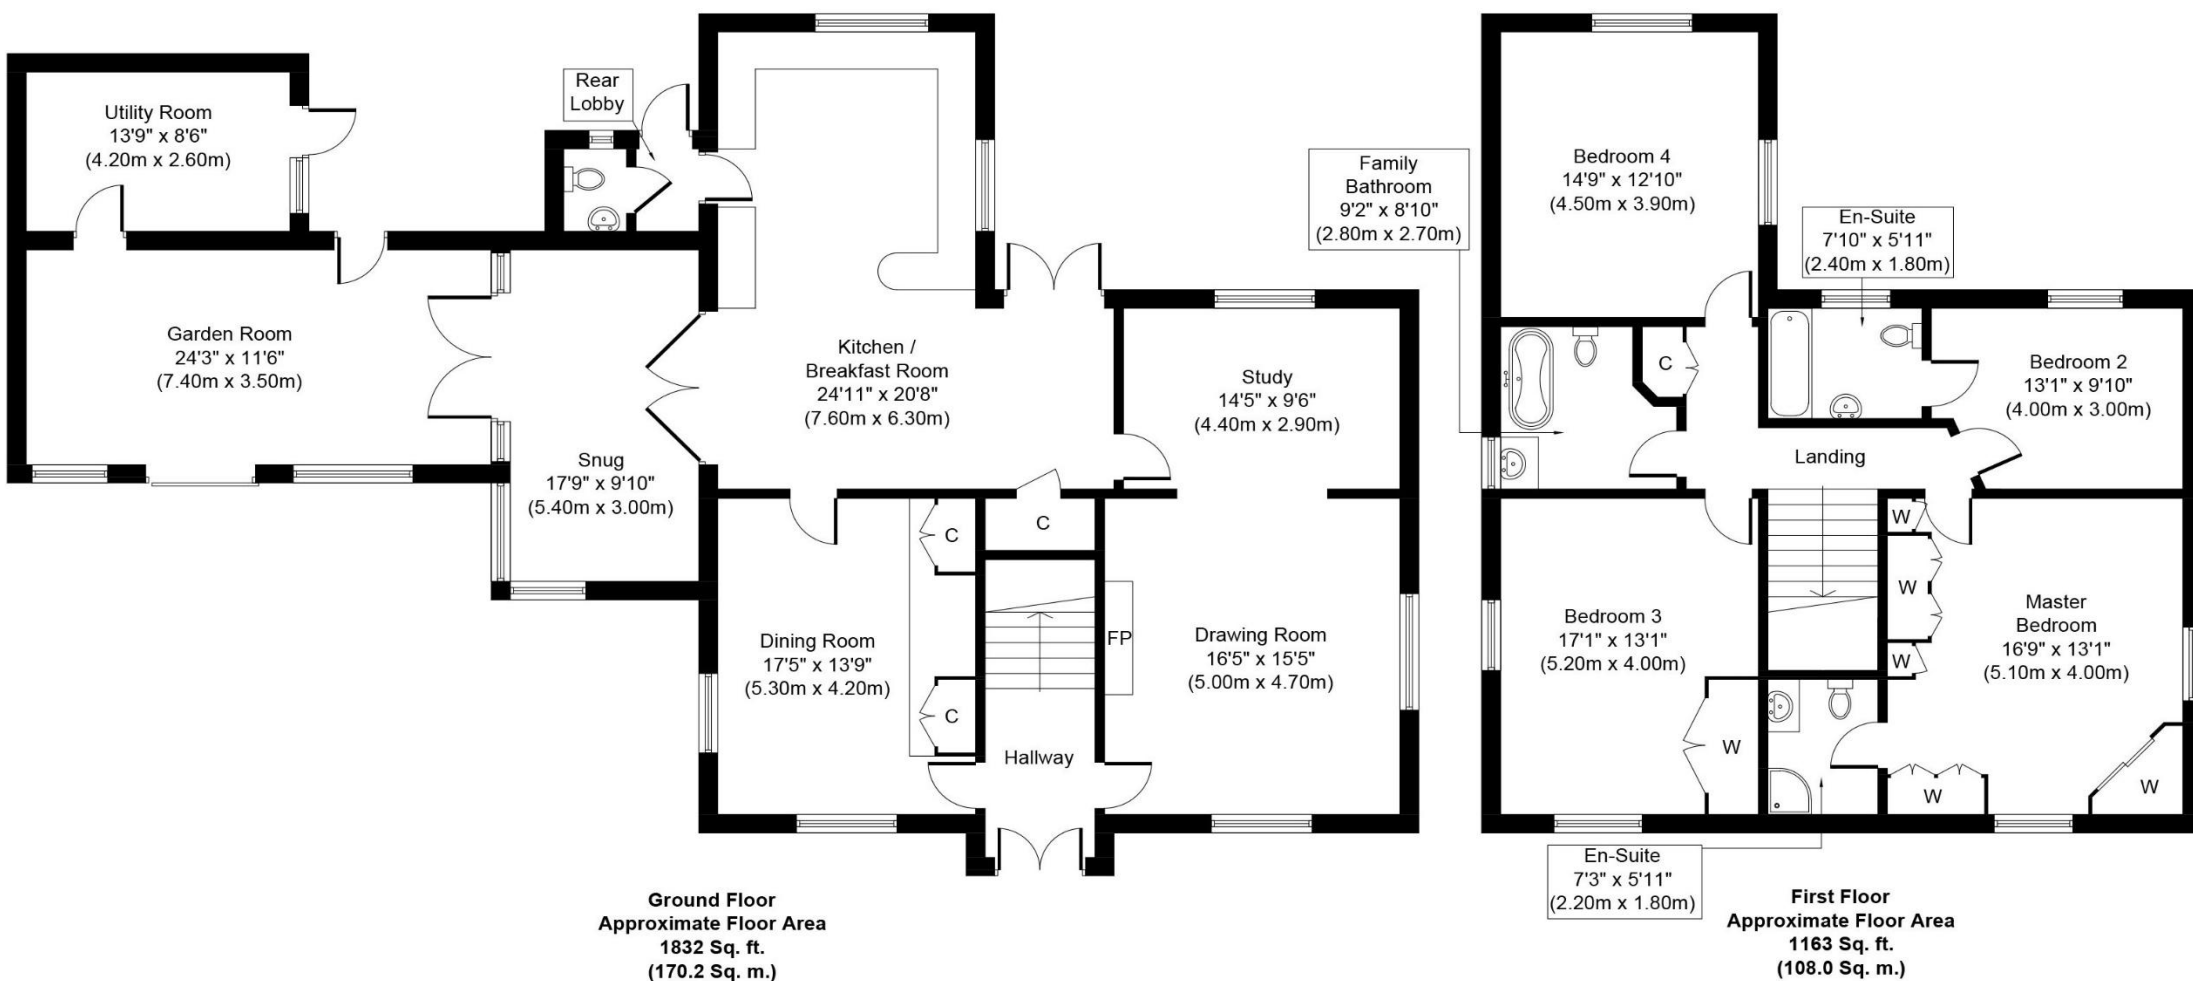 Utility Room
13'9" x 8'6"
(4.20m x 2.60m)
Rear
Lobby
Garden Room
24'3" x 11'6"
(7.40m x 3.50m)
Snug
17'9" x 9'10"
(5.40m x 3.00m)
Kitchen /
Breakfast Room
24'11" x 20'8"
(7.60m x 6.30m)
Study
14'5" x 9'6"
(4.40m x 2.90m)
C
C
C
Dining Room
17'5" x 13'9"
(5.30m x 4.20m)
FP
Drawing Room
16'5" x 15'5"
(5.00m x 4.70m)
Hallway
Ground Floor
Approximate Floor Area
1832 Sq. ft.
(170.2 Sq. m.)
Family
Bathroom
9'2" x 8'10"
(2.80m x 2.70m)
Bedroom 4
14'9" x 12'10"
(4.50m x 3.90m)
En-Suite
7'10" x 5'11"
(2.40m x 1.80m)
C
Bedroom 2
13'1" x 9'10"
(4.00m x 3.00m)
Landing
Bedroom 3
17'1" x 13'1"
(5.20m x 4.00m)
W
W
W
W
Master
Bedroom
16'9" x 13'1"
(5.10m x 4.00m)
W
W
En-Suite
7'3" x 5'11"
(2.20m x 1.80m)
First Floor
Approximate Floor Area
1163 Sq. ft.
(108.0 Sq. m.)